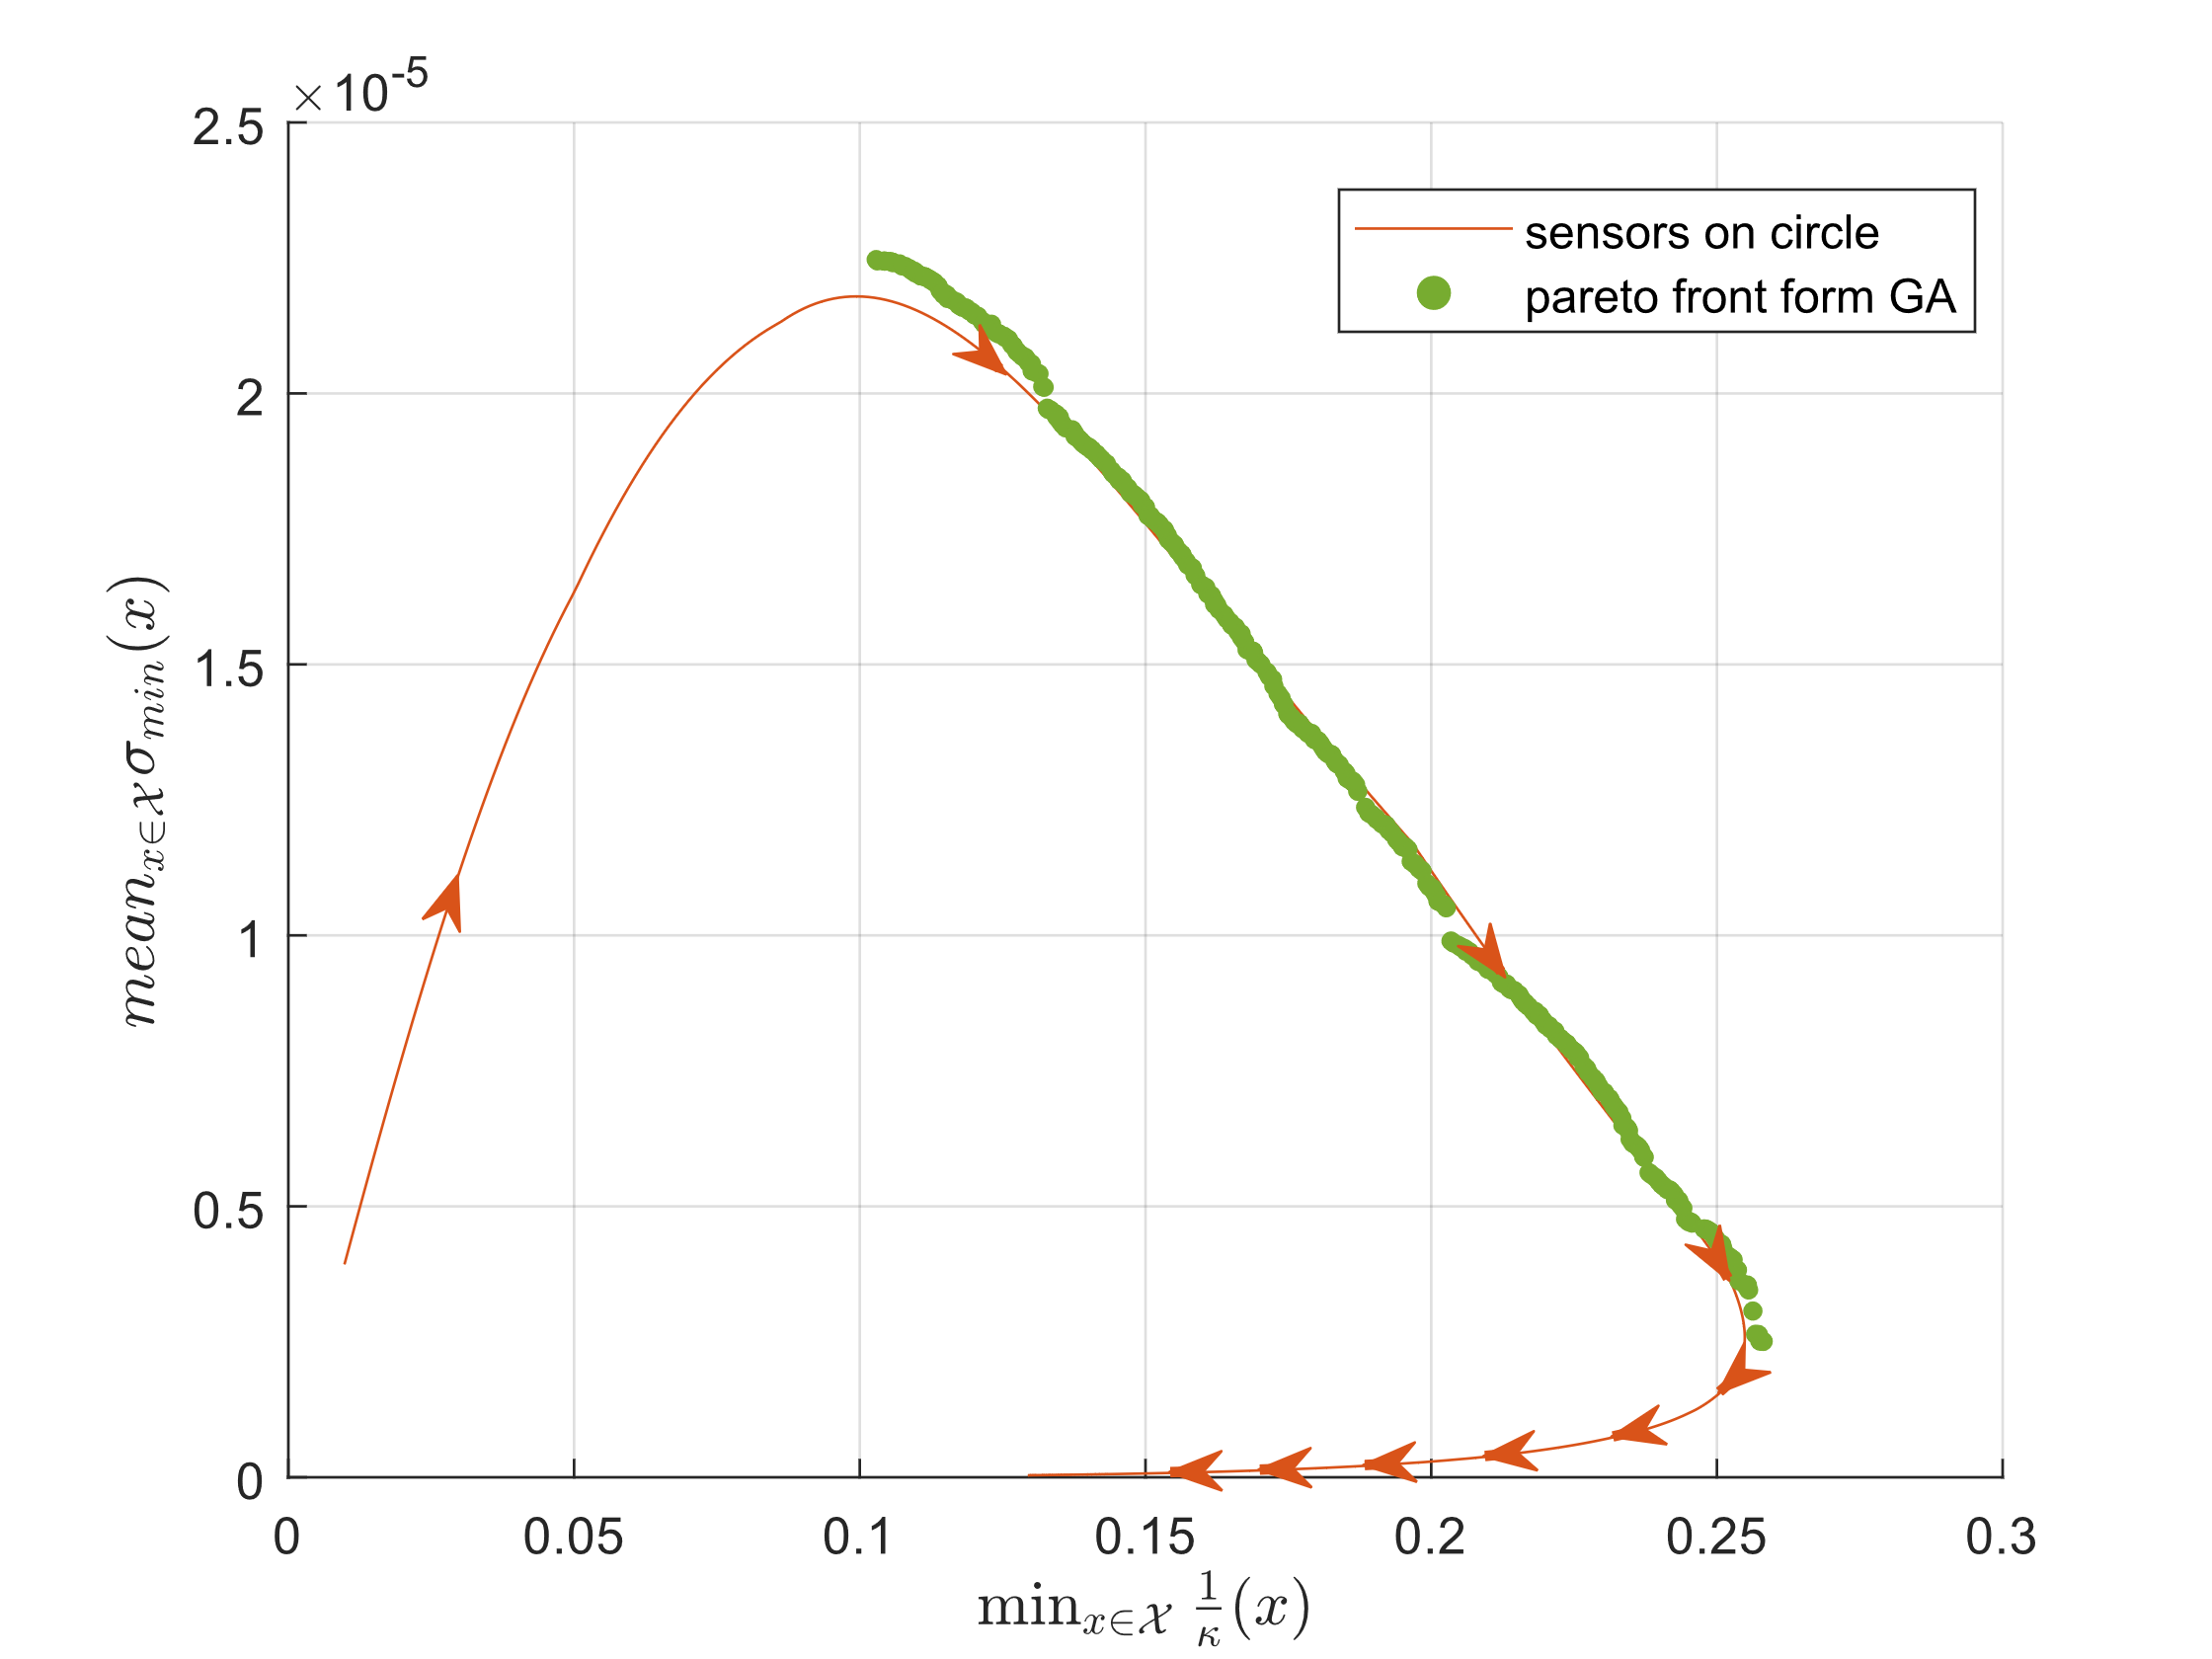 ×10-5
2.5
2
1.5
1
0.5
0
0 0.05 0.1 0.15 0.2 0.25 0.3
mean_{x∈𝒳} σ_{min}(x)
min_{x∈𝒳} \frac{1}{κ}(x)
sensors on circle
pareto front form GA